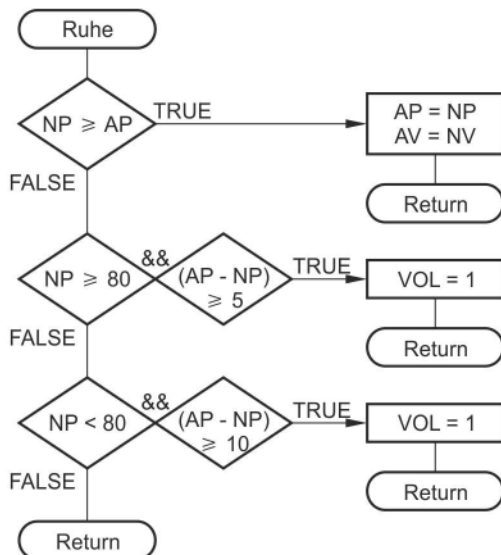 Ruhe
NP ⩾ AP
TRUE
AP = NP
AV = NV
FALSE
Return
NP ⩾ 80
&&
(AP - NP)
⩾ 5
TRUE
VOL = 1
FALSE
Return
NP < 80
&&
(AP - NP)
⩾ 10
TRUE
VOL = 1
FALSE
Return
Return